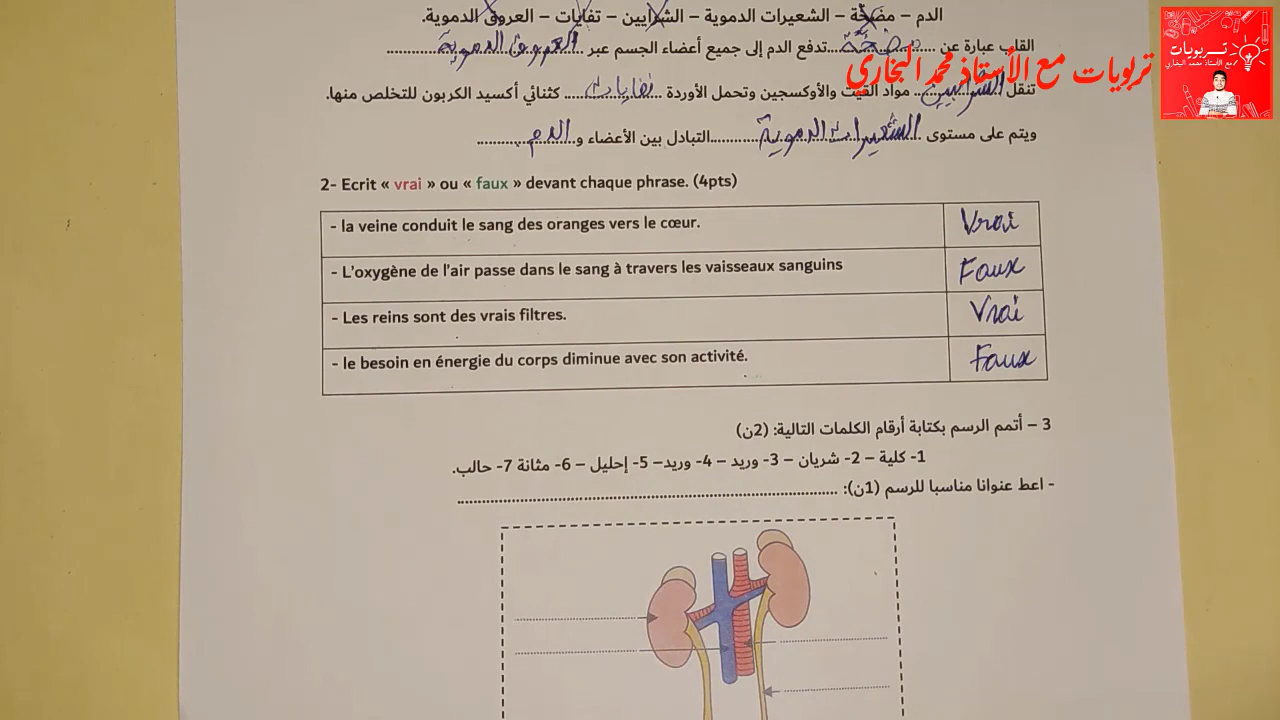 الدم – مضخة – الشعيرات الدموية – الشرايين – تفايات – العروق الدموية.
القلب عبارة عن ......مضخة......تدفع الدم إلى جميع أعضاء الجسم عبر ......العروق الدموية......
تنقل ......الشرايين...... مواد القيت والأوكسجين وتحمل الأوردة ......نفايات...... كثنائي أكسيد الكربون للتخلص منها.
ويتم على مستوى ......الشعيرات الدموية......التبادل بين الأعضاء و......الدم......
تربويات مع الأستاذ محمد البخاري
تربويات
مع الأستاذ محمد البخاري
2- Ecrit « vrai » ou « faux » devant chaque phrase. (4pts)
- la veine conduit le sang des oranges vers le cœur. Vrai
- L'oxygène de l'air passe dans le sang à travers les vaisseaux sanguins Faux
- Les reins sont des vrais filtres. Vrai
- le besoin en énergie du corps diminue avec son activité. Faux
3 – أتمم الرسم بكتابة أرقام الكلمات التالية: (2ن)
1- كلية – 2- شريان – 3- وريد – 4- وريد– 5- إحليل – 6- مثانة 7- حالب.
- اعط عنوانا مناسبا للرسم (1ن): ......